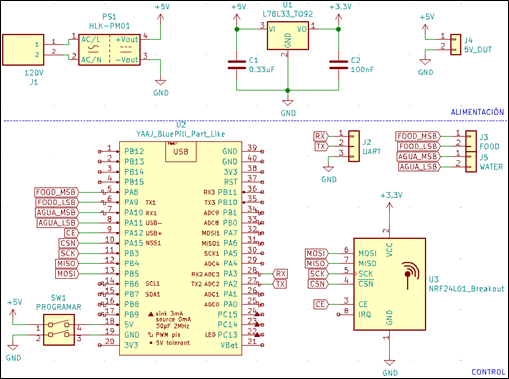 PS1
HLK-PM01
1
2
120V
J1
1 AC/L +Vout 4
2 AC/N -Vout 3
+5V
GND
+5V
U1
L78L33_TO92
+3.3V
3 VI VO 1
GND
2
C1
0.33uF
C2
100nF
GND
+5V
1
2
J4
5V_OUT
GND
ALIMENTACIÓN
U2
YAAJ_BluePill_Part_Like
USB
1 PB12 GND 39
2 PB13 GND 40
3 PB14 3V3 38
4 PB15 RST 37
FOOD_MSB 5 PA8 RX3 PB11 36
FOOD_LSB 6 PA9 TX1 TX3 PB10 35
AGUA_MSB 7 PA10 RX1 ADC9 PB1 34
AGUA_LSB 8 PA11 USB- ADC8 PB0 33
CE 9 PA12 USB+ MOSI1 PA7 32
CSN 10 PA15 NSS1 MISO1 PA6 31
SCK 11 PB3 SCK1 PA5 30
MISO 12 PB4 ADC4 PA4 29
MOSI 13 PB5 RX2 ADC3 PA3 28 RX
14 PB6 SCL1 TX2 ADC2 PA2 27 TX
15 PB7 SDA1 ADC1 PA1 26
16 PB8 ADC0 PA0 25
17 PB9 sink 3mA PC15 24
18 5V source 0mA PC14 23
30pF 2MHz
19 GND PWM pin LED PC13 22
20 3V3 5V tolerent VBat 21
+5V
SW1
PROGRAMAR
GND
RX 1
TX 2
3
J2
UART
GND
FOOD_MSB 2
FOOD_LSB 1
AGUA_MSB 2
AGUA_LSB 1
J3
FOOD
J5
WATER
+3.3V
2
VCC
MOSI 6 MOSI
MISO 7 MISO
SCK 5 SCK
CSN 4 CSN
CE 3 CE
8 IRQ
U3
NRF24L01_Breakout
GND
1
GND
CONTROL